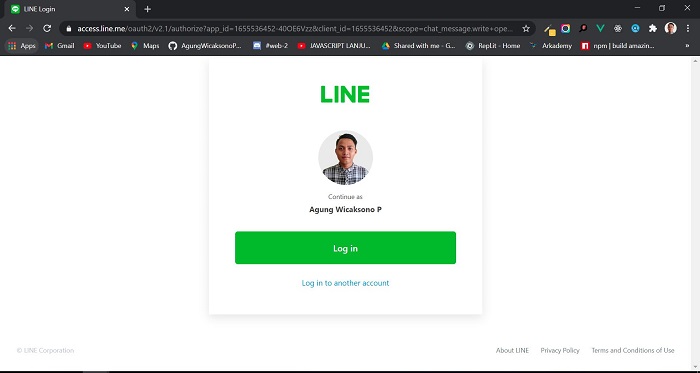 LINE Login
access.line.me/oauth2/v2.1/authorize?app_id=1655536452-40OE6Vzz&client_id=1655536452&scope=chat_message.write+ope...
Apps Gmail YouTube Maps AgungWicaksonoP... #web-2 JAVASCRIPT LANJU... Shared with me - G... RepLit - Home Arkademy npm | build amazin... »
LINE
Continue as
Agung Wicaksono P
Log in
Log in to another account
© LINE Corporation About LINE Privacy Policy Terms and Conditions of Use